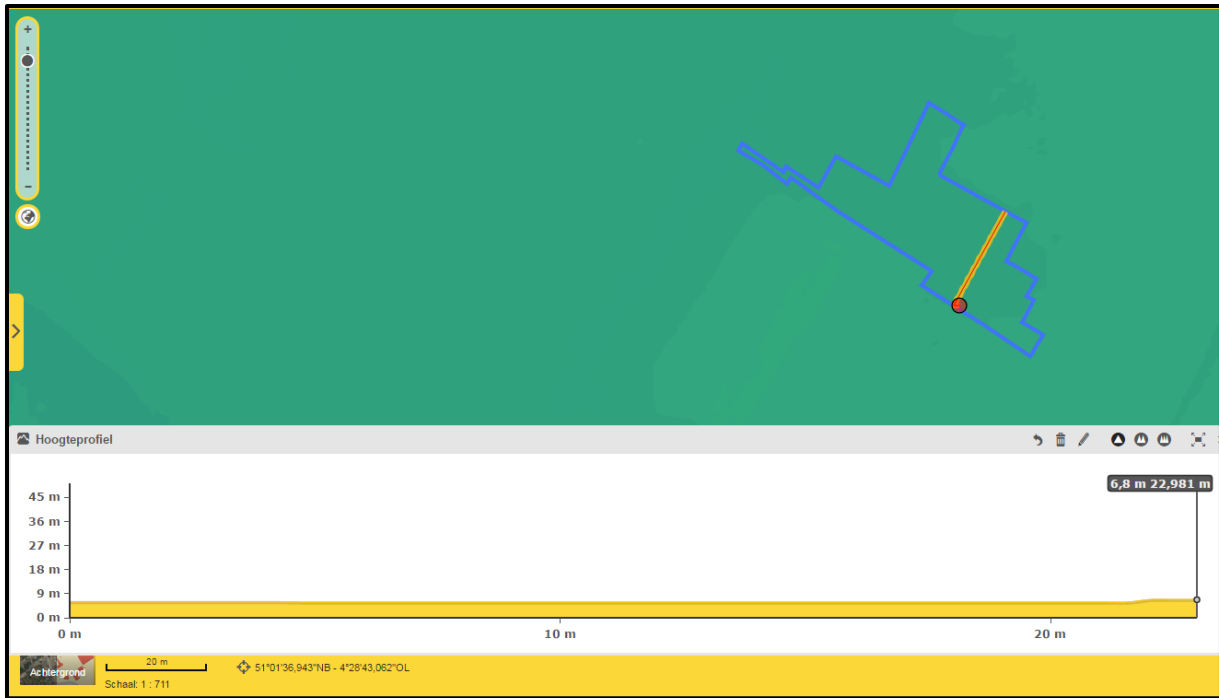 +
−
Hoogteprofiel
6,8 m 22,981 m
45 m
36 m
27 m
18 m
9 m
0 m
0 m
10 m
20 m
Achtergrond
20 m
51°01'36,943"NB - 4°28'43,062"OL
Schaal: 1 : 711